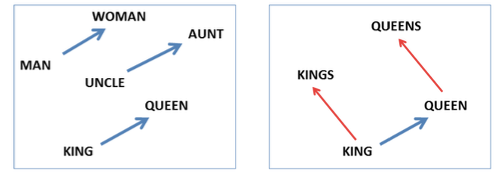 WOMAN
AUNT
MAN
UNCLE
QUEEN
KING
QUEENS
KINGS
QUEEN
KING